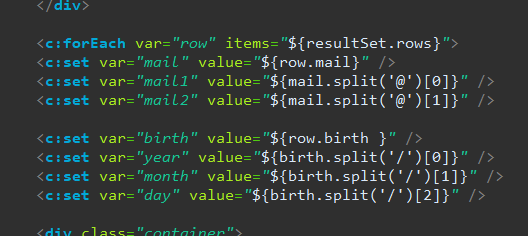 </div>
<c:forEach var="row" items="${resultSet.rows}">
<c:set var="mail" value="${row.mail}" />
<c:set var="mail1" value="${mail.split('@')[0]}" />
<c:set var="mail2" value="${mail.split('@')[1]}" />
<c:set var="birth" value="${row.birth }" />
<c:set var="year" value="${birth.split('/')[0]}" />
<c:set var="month" value="${birth.split('/')[1]}" />
<c:set var="day" value="${birth.split('/')[2]}" />
<div class="container">